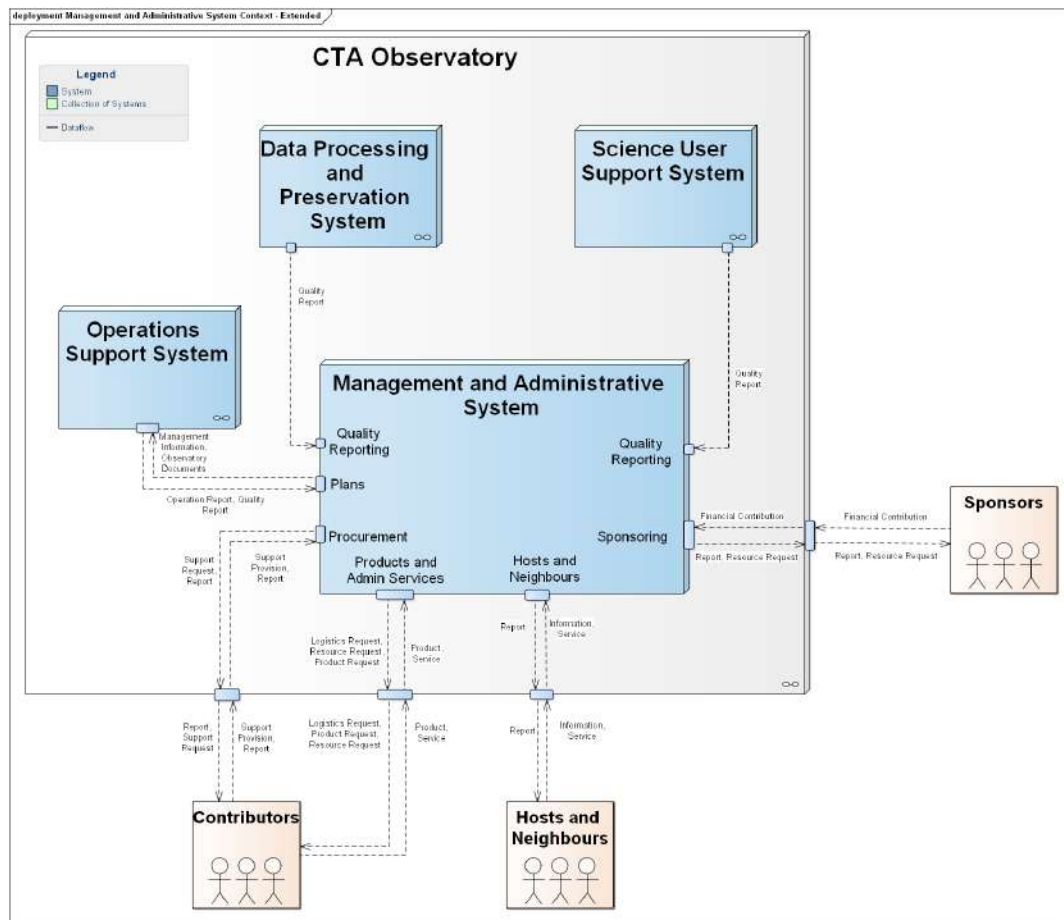 deployment Management and Administrative System Context - Extended
CTA Observatory
Legend
System
Collection of Systems
Dataflow
Data Processing
and
Preservation
System
Science User
Support System
Quality
Report
Operations
Support System
Quality
Report
Management and Administrative
System
Management
Information,
Observatory
Documents
Quality
Reporting
Quality
Reporting
Plans
Operation Report, Quality
Report
Procurement
Sponsoring
Financial Contribution
Report, Resource Request
Financial Contribution
Report, Resource Request
Sponsors
Support
Request,
Report
Support
Provision,
Report
Products and
Admin Services
Hosts and
Neighbours
Logistics Request,
Resource Request,
Product Request
Product,
Service
Report
Information,
Service
Report,
Support
Request
Support
Provision,
Report
Logistics Request,
Product Request,
Resource Request
Product,
Service
Report
Information,
Service
Contributors
Hosts and
Neighbours